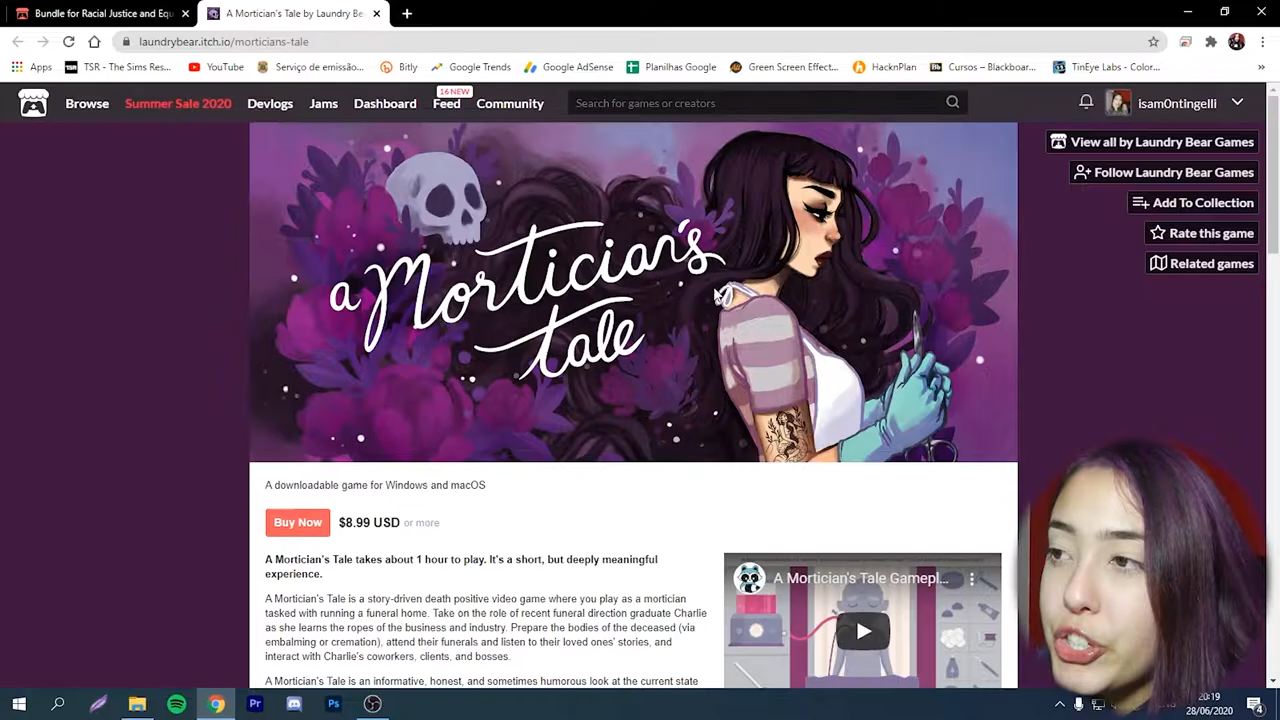 Bundle for Racial Justice and Equ
A Mortician's Tale by Laundry Be
laundrybear.itch.io/morticians-tale
Apps
TSR - The Sims Res...
YouTube
Serviço de emissão...
Bitly
Google Trends
Google AdSense
Planilhas Google
Green Screen Effect...
HacknPlan
Cursos – Blackboar...
TinEye Labs - Color...
»
16 NEW
Browse
Summer Sale 2020
Devlogs
Jams
Dashboard
Feed
Community
Search for games or creators
isam0ntingelli
View all by Laundry Bear Games
Follow Laundry Bear Games
Add To Collection
Rate this game
Related games
a Mortician's
tale
A downloadable game for Windows and macOS
Buy Now $8.99 USD or more
A Mortician's Tale takes about 1 hour to play. It's a short, but deeply meaningful
experience.
A Mortician's Tale is a story-driven death positive video game where you play as a mortician
tasked with running a funeral home. Take on the role of recent funeral direction graduate Charlie
as she learns the ropes of the business and industry. Prepare the bodies of the deceased (via
embalming or cremation), attend their funerals and listen to their loved ones' stories, and
interact with Charlie's coworkers, clients, and bosses.
A Mortician's Tale is an informative, honest, and sometimes humorous look at the current state
A Mortician's Tale Gamepl...
Pr
Ps
20:19
28/06/2020
4